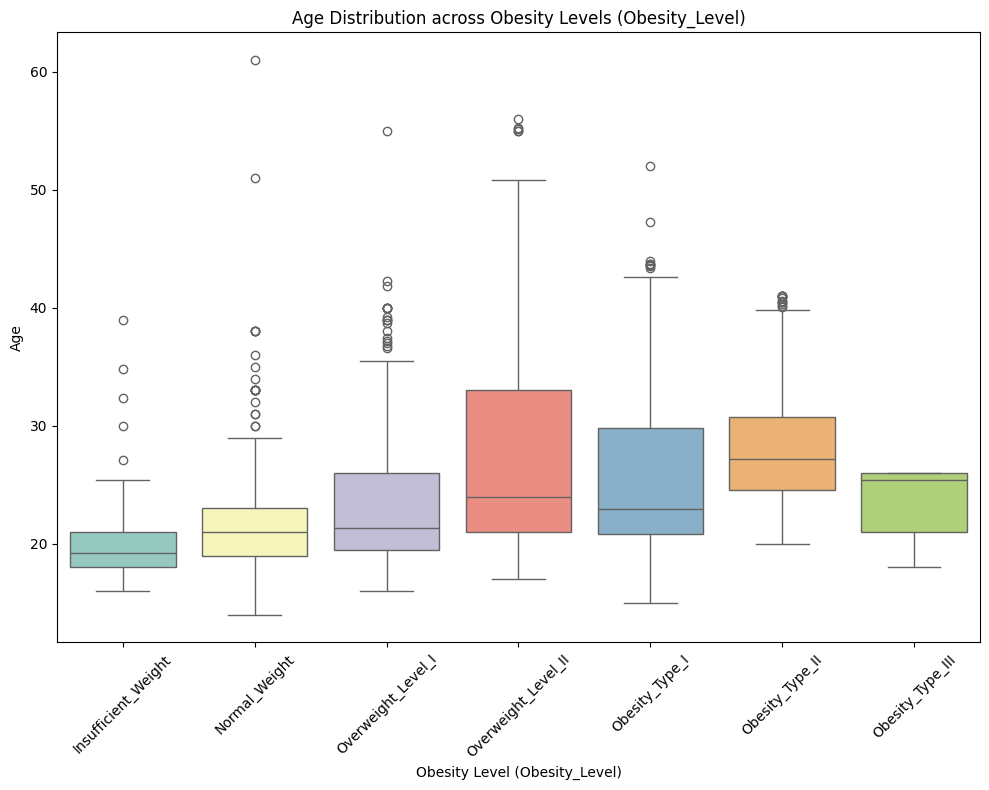 Age Distribution across Obesity Levels (Obesity_Level)
60
50
40
30
20
Age
Insufficient_Weight
Normal_Weight
Overweight_Level_I
Overweight_Level_II
Obesity_Type_I
Obesity_Type_II
Obesity_Type_III
Obesity Level (Obesity_Level)